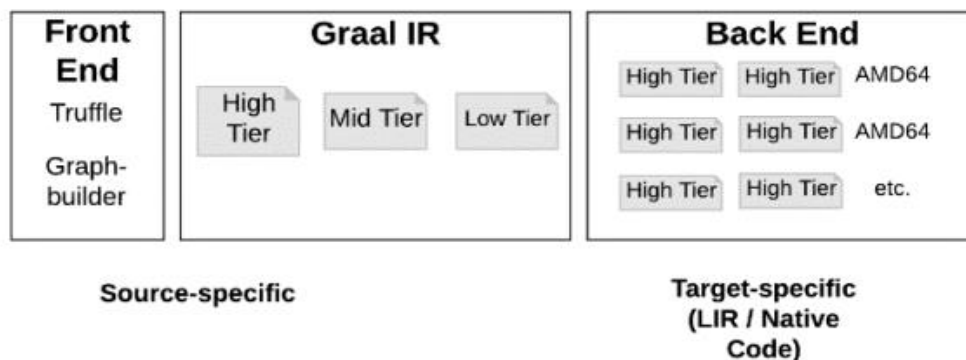 Front
End
Truffle
Graph-
builder
Graal IR
High
Tier
Mid Tier
Low Tier
Back End
High Tier High Tier AMD64
High Tier High Tier AMD64
High Tier High Tier etc.
Source-specific
Target-specific
(LIR / Native
Code)